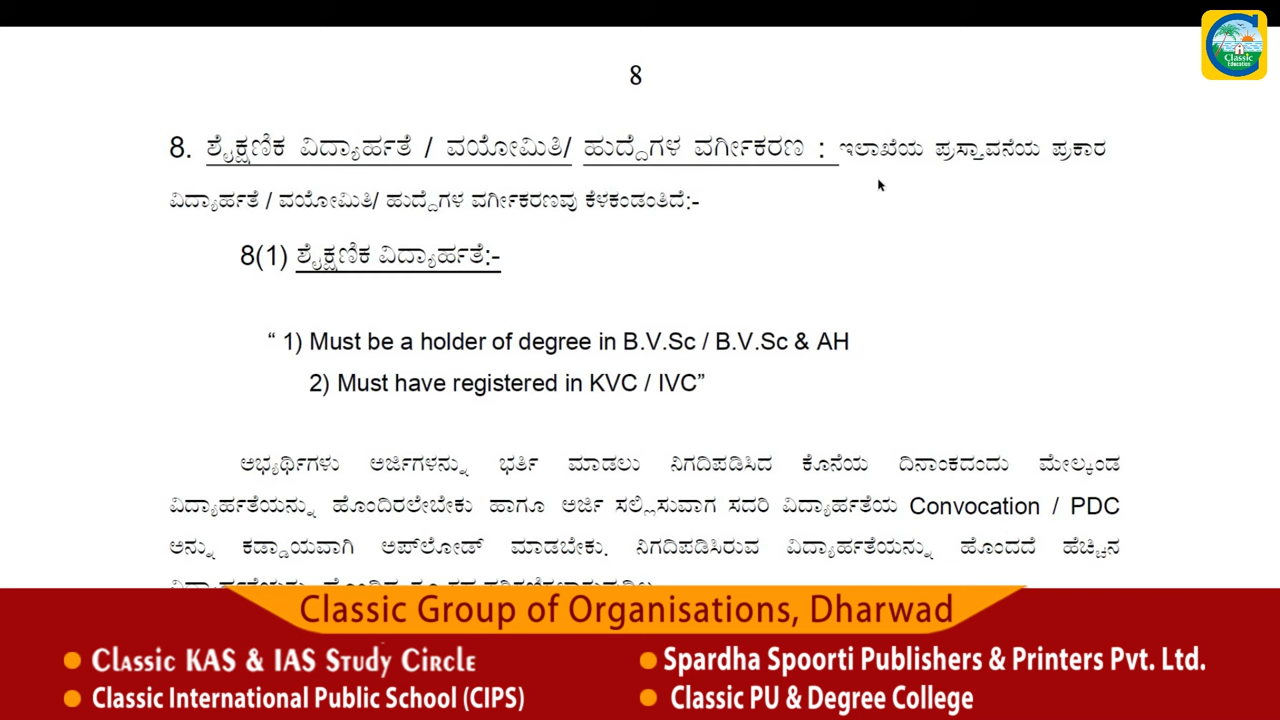 Classic
Education
8
8. ಶೈಕ್ಷಣಿಕ ವಿದ್ಯಾರ್ಹತೆ / ವಯೋಮಿತಿ/ ಹುದ್ದೆಗಳ ವರ್ಗೀಕರಣ : ಇಲಾಖೆಯ ಪ್ರಸ್ತಾವನೆಯ ಪ್ರಕಾರ
ವಿದ್ಯಾರ್ಹತೆ / ವಯೋಮಿತಿ/ ಹುದ್ದೆಗಳ ವರ್ಗೀಕರಣವು ಕೆಳಕಂಡಂತಿದೆ:-
8(1) ಶೈಕ್ಷಣಿಕ ವಿದ್ಯಾರ್ಹತೆ:-
“ 1) Must be a holder of degree in B.V.Sc / B.V.Sc & AH
2) Must have registered in KVC / IVC”
ಅಭ್ಯರ್ಥಿಗಳು ಅರ್ಜಿಗಳನ್ನು ಭರ್ತಿ ಮಾಡಲು ನಿಗದಿಪಡಿಸಿದ ಕೊನೆಯ ದಿನಾಂಕದಂದು ಮೇಲ್ಕಂಡ
ವಿದ್ಯಾರ್ಹತೆಯನ್ನು ಹೊಂದಿರಲೇಬೇಕು ಹಾಗೂ ಅರ್ಜಿ ಸಲ್ಲಿಸುವಾಗ ಸದರಿ ವಿದ್ಯಾರ್ಹತೆಯ Convocation / PDC
ಅನ್ನು ಕಡ್ಡಾಯವಾಗಿ ಅಪ್‌ಲೋಡ್ ಮಾಡಬೇಕು. ನಿಗದಿಪಡಿಸಿರುವ ವಿದ್ಯಾರ್ಹತೆಯನ್ನು ಹೊಂದದೆ ಹೆಚ್ಚಿನ
Classic Group of Organisations, Dharwad
Classic KAS & IAS Study Circle
Spardha Spoorti Publishers & Printers Pvt. Ltd.
Classic International Public School (CIPS)
Classic PU & Degree College